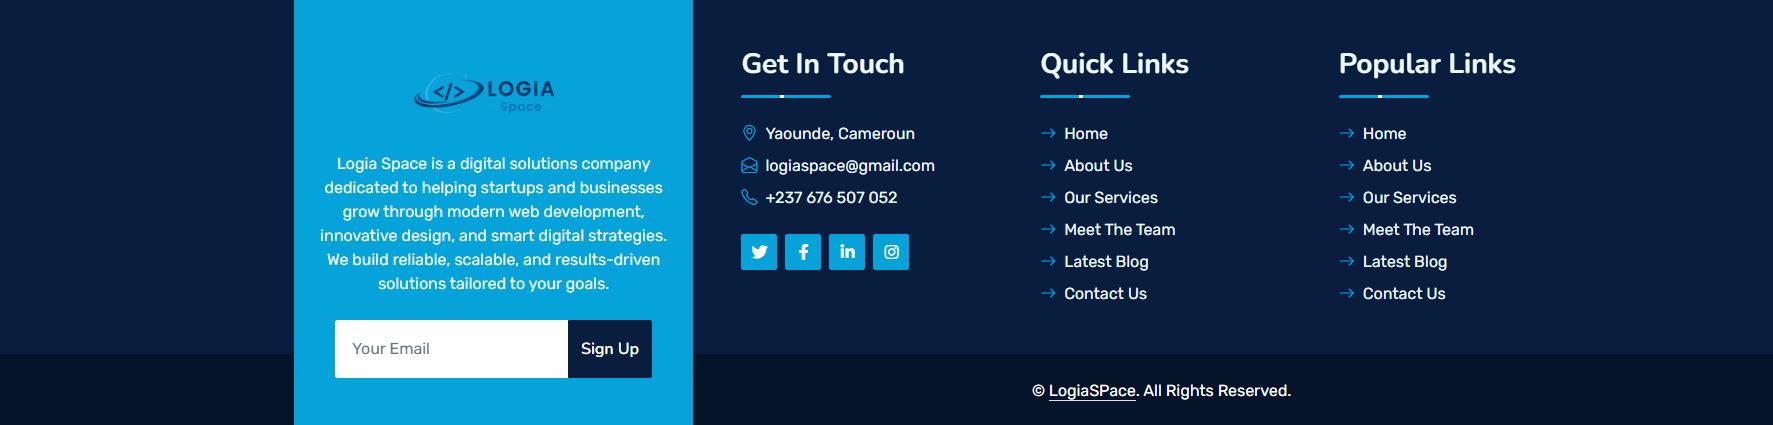 </> LOGIA
Space
Logia Space is a digital solutions company
dedicated to helping startups and businesses
grow through modern web development,
innovative design, and smart digital strategies.
We build reliable, scalable, and results-driven
solutions tailored to your goals.
Your Email
Sign Up
Get In Touch
Yaounde, Cameroun
logiaspace@gmail.com
+237 676 507 052
Quick Links
Home
About Us
Our Services
Meet The Team
Latest Blog
Contact Us
Popular Links
Home
About Us
Our Services
Meet The Team
Latest Blog
Contact Us
© LogiaSPace. All Rights Reserved.